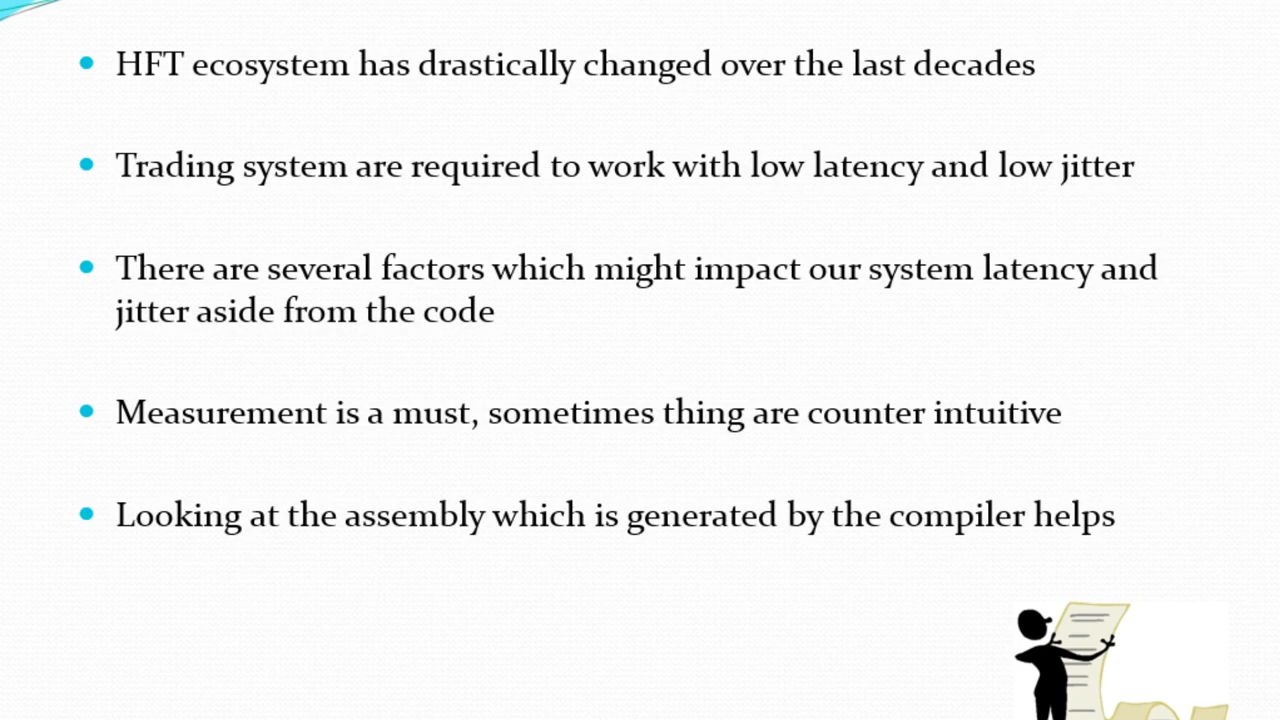 HFT ecosystem has drastically changed over the last decades
Trading system are required to work with low latency and low jitter
There are several factors which might impact our system latency and
jitter aside from the code
Measurement is a must, sometimes thing are counter intuitive
Looking at the assembly which is generated by the compiler helps